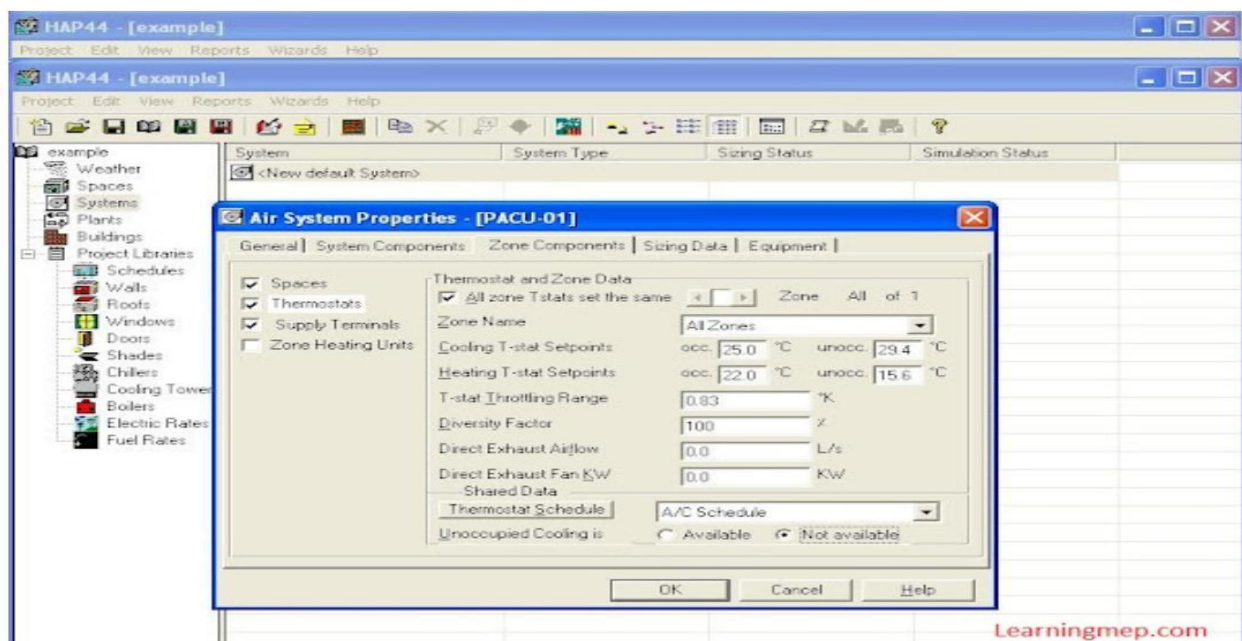 HAP44 - [example]
Project Edit View Reports Wizards Help
HAP44 - [example]
Project Edit View Reports Wizards Help
example
Weather
Spaces
Systems
Plants
Buildings
Project Libraries
Schedules
Walls
Roofs
Windows
Doors
Shades
Chillers
Cooling Tower
Boilers
Electric Rates
Fuel Rates
System System Type Sizing Status Simulation Status
<New default System>
Air System Properties - [PACU-01]
General System Components Zone Components Sizing Data Equipment
Spaces
Thermostats
Supply Terminals
Zone Heating Units
Thermostat and Zone Data
All zone Tstats set the same Zone All of 1
Zone Name All Zones
Cooling T-stat Setpoints occ. 25.0 °C unocc. 29.4 °C
Heating T-stat Setpoints occ. 22.0 °C unocc. 15.6 °C
T-stat Throttling Range 0.83 °K
Diversity Factor 100 %
Direct Exhaust Airflow 0.0 L/s
Direct Exhaust Fan KW 0.0 KW
Shared Data
Thermostat Schedule A/C Schedule
Unoccupied Cooling is Available Not available
OK Cancel Help
Learningmep.com